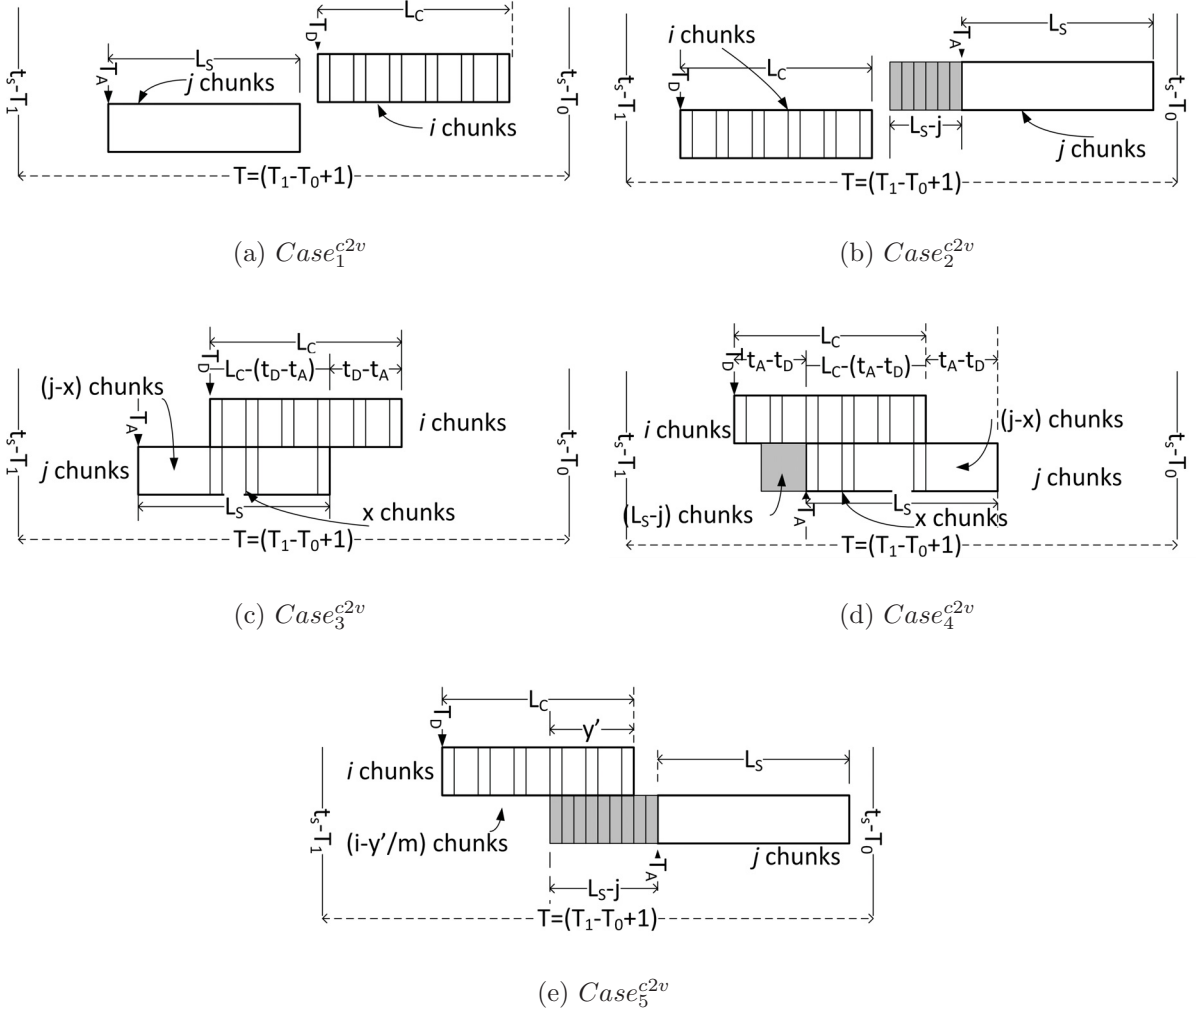 L_C
T_D
L_S
T_A
j chunks
i chunks
t_s-T_1
t_s-T_0
T=(T_1-T_0+1)
(a) Case_1^{c2v}
L_S
T_A
i chunks
L_C
T_D
t_s-T_1
t_s-T_0
L_S-j
j chunks
T=(T_1-T_0+1)
(b) Case_2^{c2v}
L_C
T_D
L_C-(t_D-t_A)
t_D-t_A
(j-x) chunks
T_A
i chunks
t_s-T_1
t_s-T_0
j chunks
L_S
x chunks
T=(T_1-T_0+1)
(c) Case_3^{c2v}
L_C
T_D
t_A-t_D
L_C-(t_A-t_D)
t_A-t_D
(j-x) chunks
i chunks
t_s-T_1
t_s-T_0
j chunks
L_S
(L_S-j) chunks
T_A
x chunks
T=(T_1-T_0+1)
(d) Case_4^{c2v}
L_C
T_D
y’
L_S
i chunks
t_s-T_1
t_s-T_0
(i-y’/m) chunks
j chunks
T_A
L_S-j
T=(T_1-T_0+1)
(e) Case_5^{c2v}